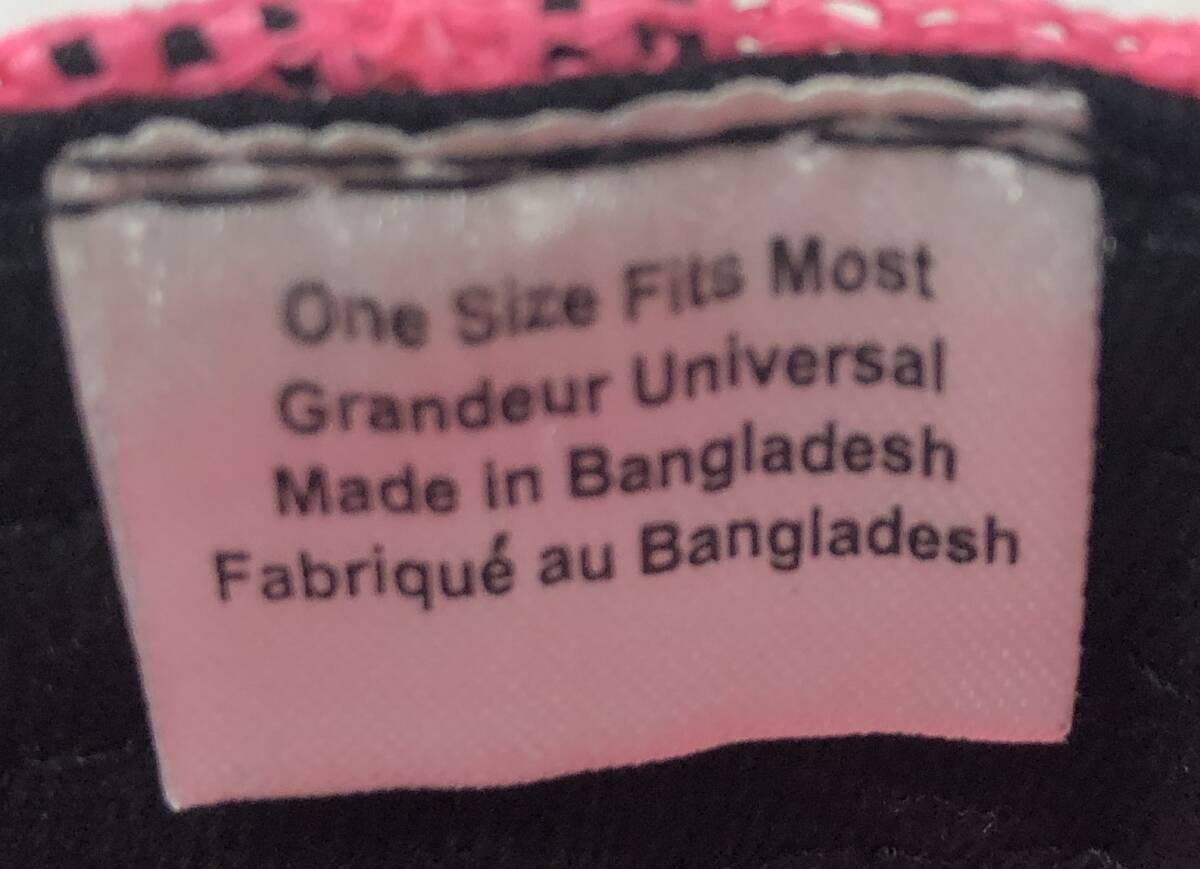 One Size Fits Most
Grandeur Universal
Made in Bangladesh
Fabriqué au Bangladesh